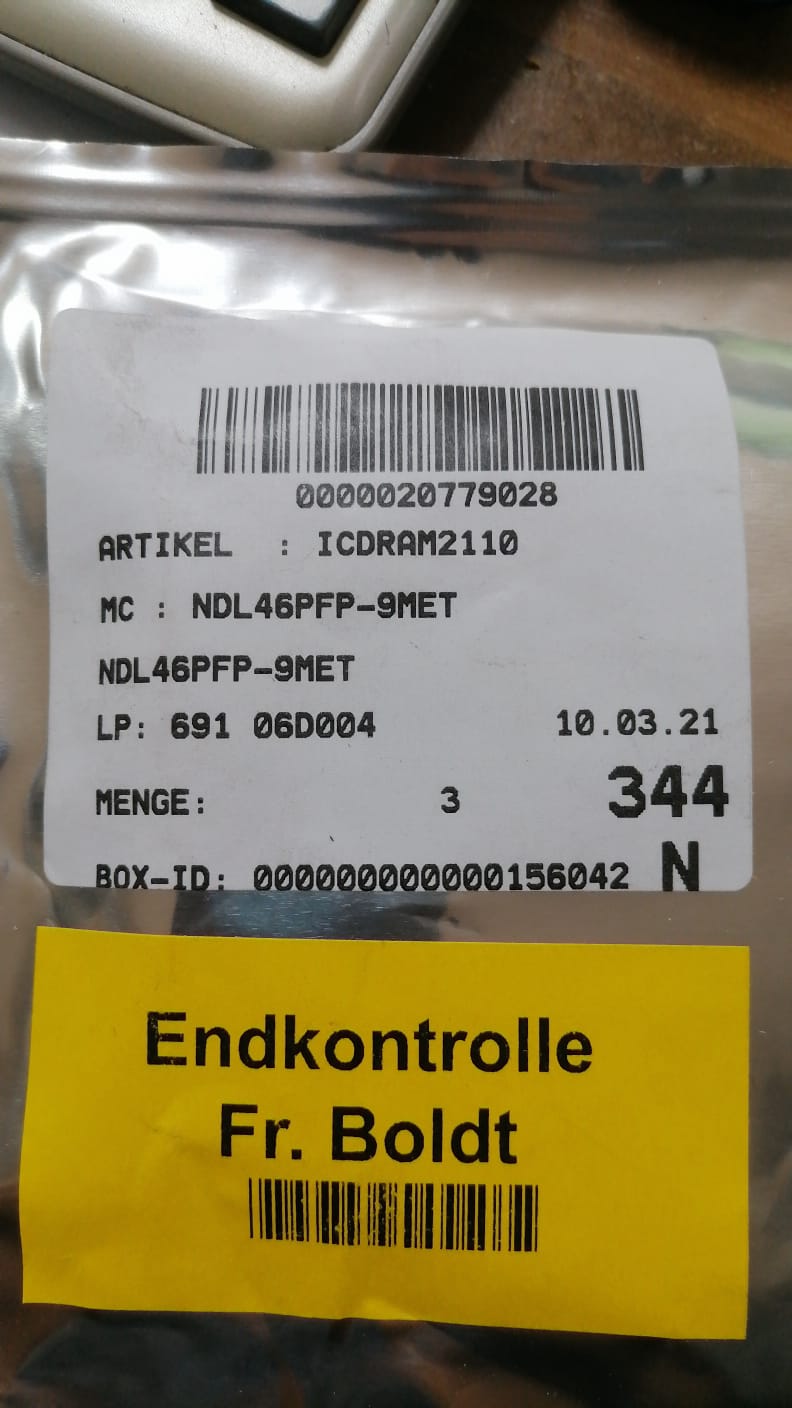 0000020779028
ARTIKEL : ICDRAM2110
MC : NDL46PFP-9MET
NDL46PFP-9MET
LP: 691 06D004 10.03.21
MENGE: 3 344
BOX-ID: 000000000000156042 N
Endkontrolle
Fr. Boldt